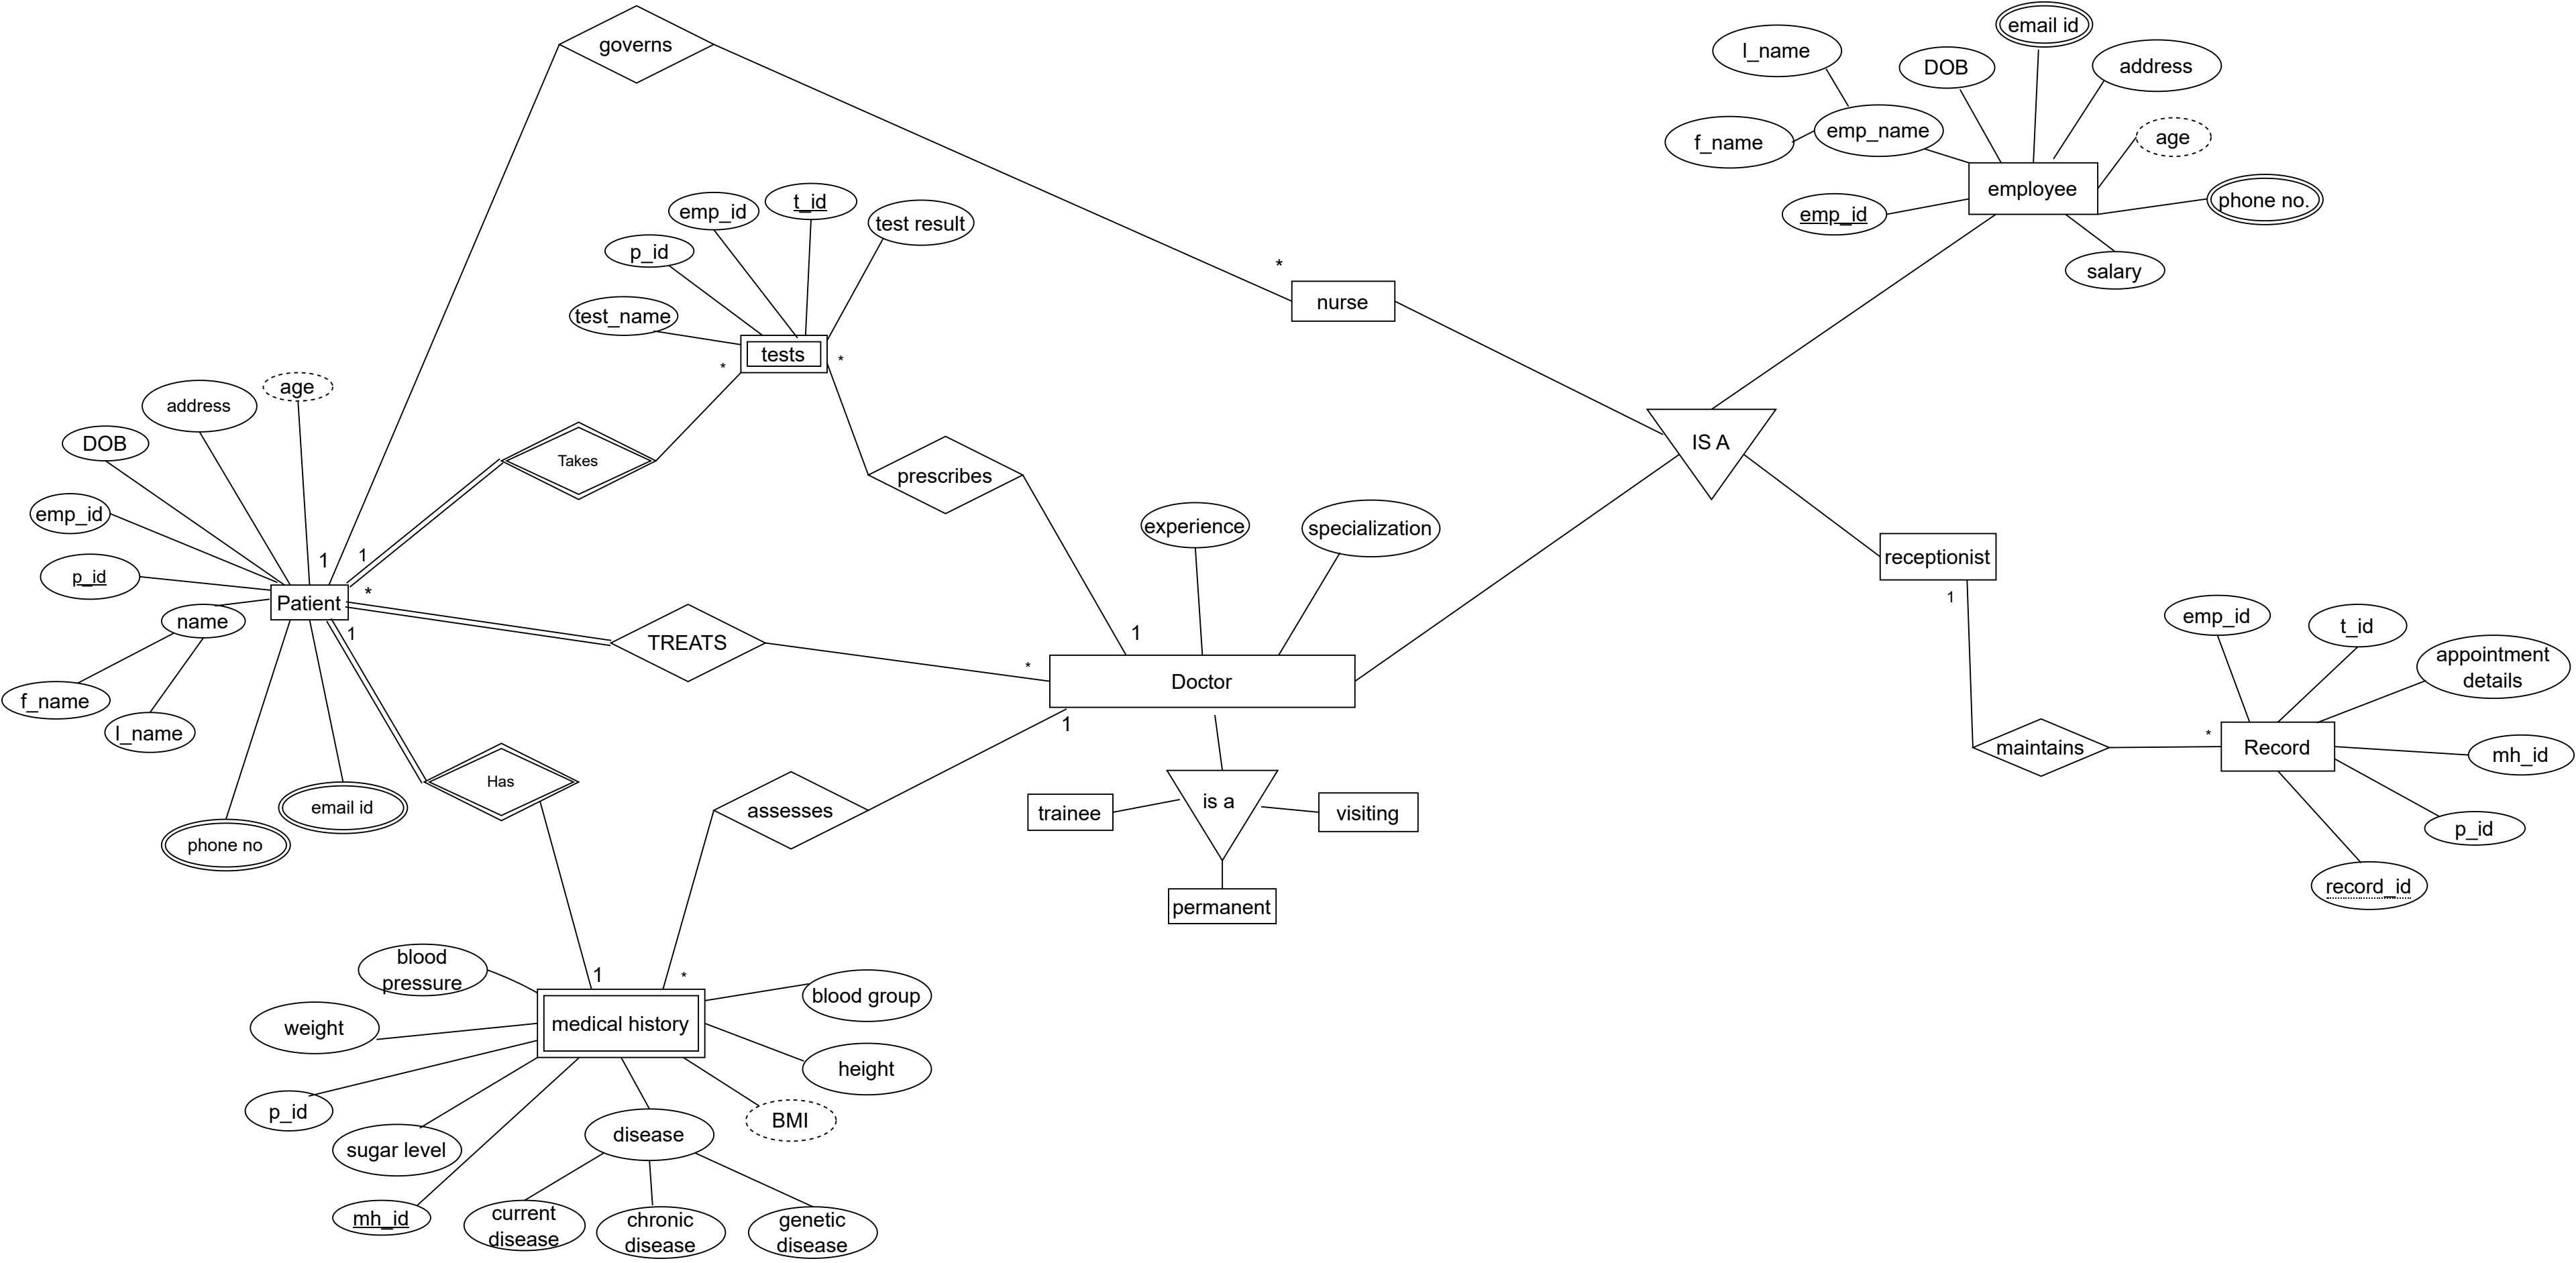 governs
email id
l_name
DOB
address
f_name
emp_name
age
employee
emp_id
phone no.
salary
emp_id
t_id
test result
p_id
test_name
tests
*
*
*
nurse
IS A
age
address
DOB
emp_id
p_id
Patient
name
f_name
l_name
phone no
email id
1
1
*
1
Takes
prescribes
1
TREATS
*
experience
specialization
Doctor
1
receptionist
1
maintains
*
Record
emp_id
t_id
appointment
details
mh_id
p_id
record_id
Has
assesses
trainee
is a
visiting
permanent
1
*
medical history
blood
pressure
weight
p_id
sugar level
mh_id
disease
current
disease
chronic
disease
genetic
disease
BMI
height
blood group